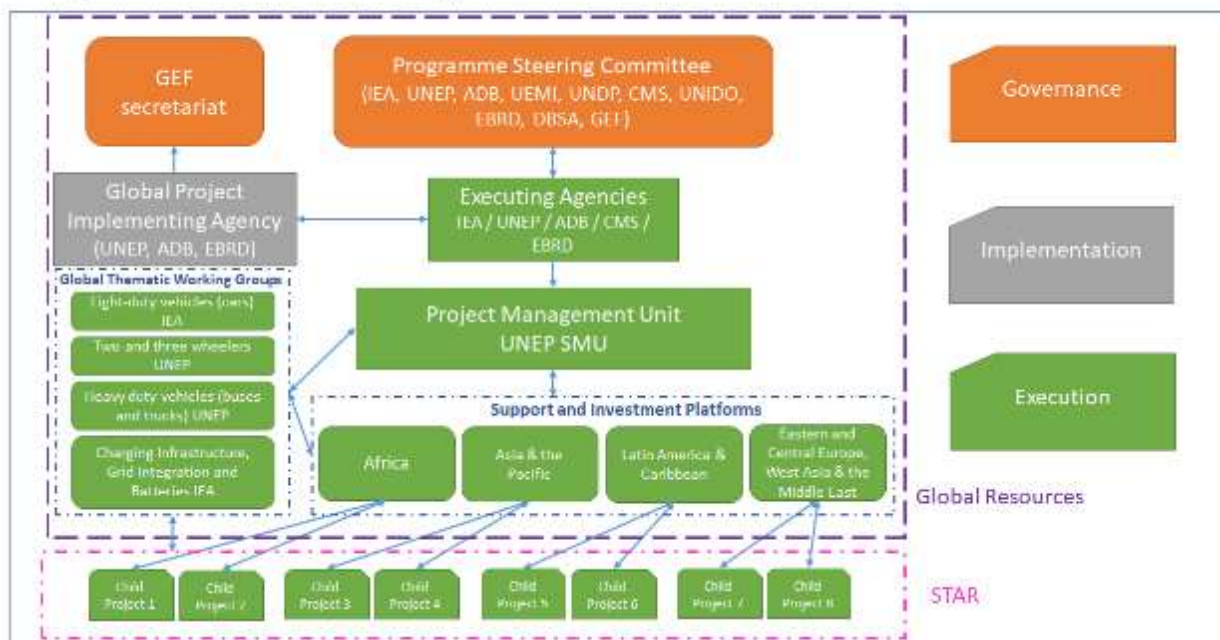 GEF
secretariat
Programme Steering Committee
(IEA, UNEP, ADB, UEMI, UNDP, CMS, UNIDO,
EBRD, DBSA, GEF)
Governance
Global Project
Implementing Agency
(UNEP, ADB, EBRD)
Executing Agencies
IEA / UNEP / ADB / CMS /
EBRD
Implementation
Global Thematic Working Groups
Light-duty vehicles (cars)
IEA
Two and three wheelers
UNEP
Heavy duty vehicles (buses
and trucks) UNEP
Charging Infrastructure,
Grid Integration and
Batteries IEA
Project Management Unit
UNEP SMU
Execution
Support and Investment Platforms
Africa
Asia & the
Pacific
Latin America &
Caribbean
Eastern and
Central Europe,
West Asia & the
Middle East
Global Resources
Child
Project 1
Child
Project 2
Child
Project 3
Child
Project 4
Child
Project 5
Child
Project 6
Child
Project 7
Child
Project 8
STAR